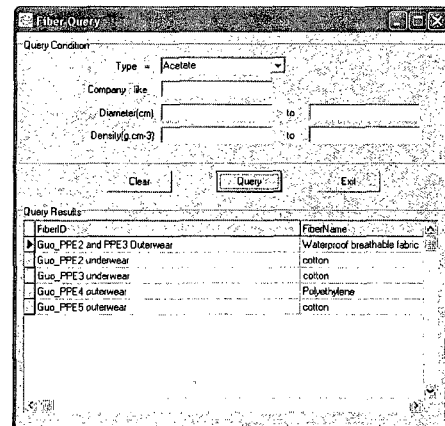 Fiber Query
Query Condition
Type = Acetate
Company like
Diameter(cm) to
Density(g.cm-3) to
Clear Query Exit
Query Results
FiberID FiberName
Guo_PPE2 and PPE3 Outerwear Waterproof breathable fabric
Guo_PPE2 underwear cotton
Guo_PPE3 underwear cotton
Guo_PPE4 outerwear Polyethylene
Guo_PPE5 outerwear cotton